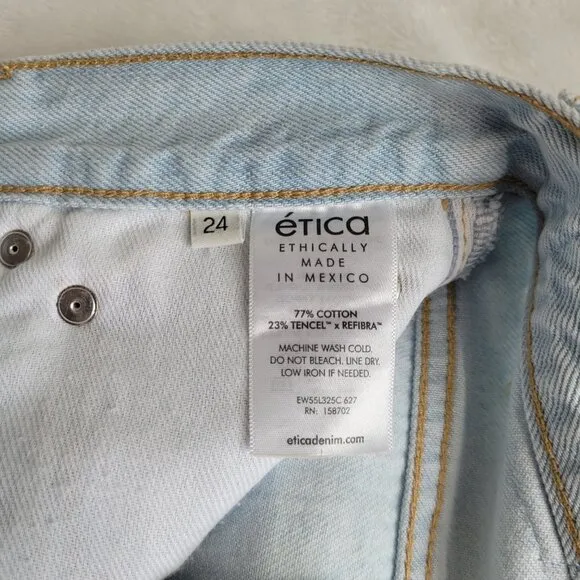 24
ética
ETHICALLY
MADE
IN MEXICO
77% COTTON
23% TENCEL™ x REFIBRA™
MACHINE WASH COLD.
DO NOT BLEACH. LINE DRY.
LOW IRON IF NEEDED.
EW55L325C 627
RN: 158702
eticadenim.com